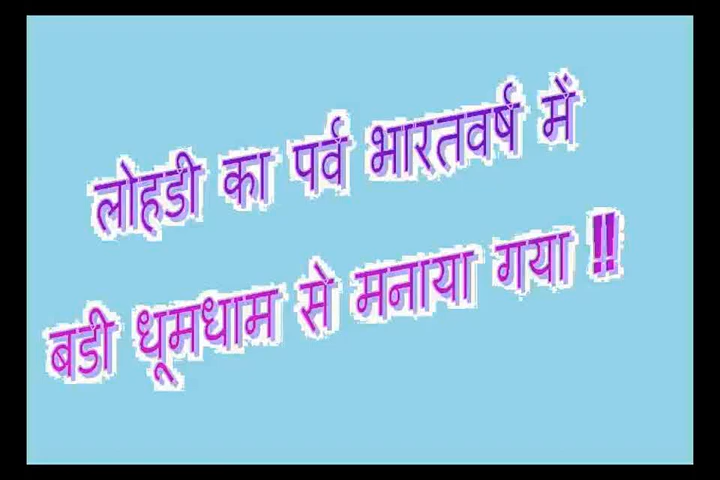 लोहडी का पर्व भारतवर्ष में
बडी धूमधाम से मनाया गया !!